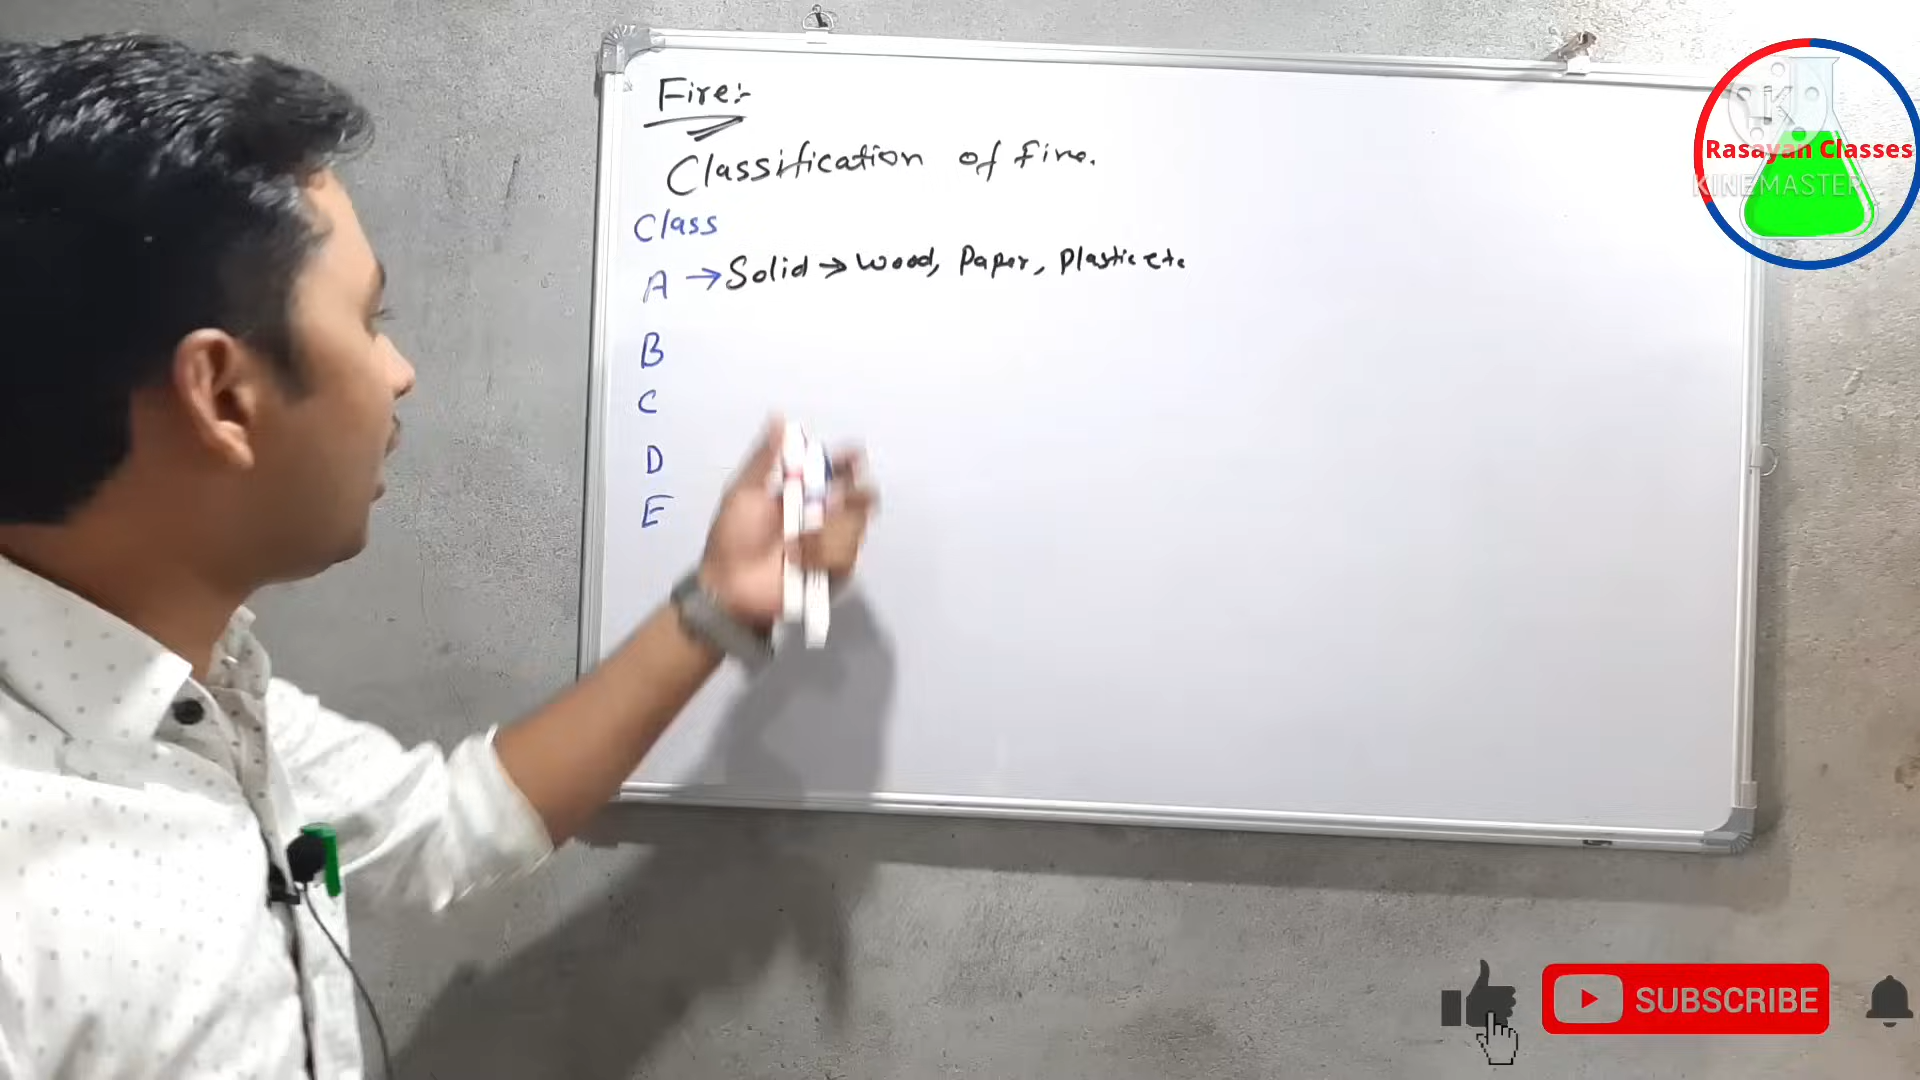 Fire:-
Classification of fire.
Class
A → Solid → Wood, Paper, Plastic etc
B
C
D
E
K
Rasayan Classes
KINEMASTER
SUBSCRIBE